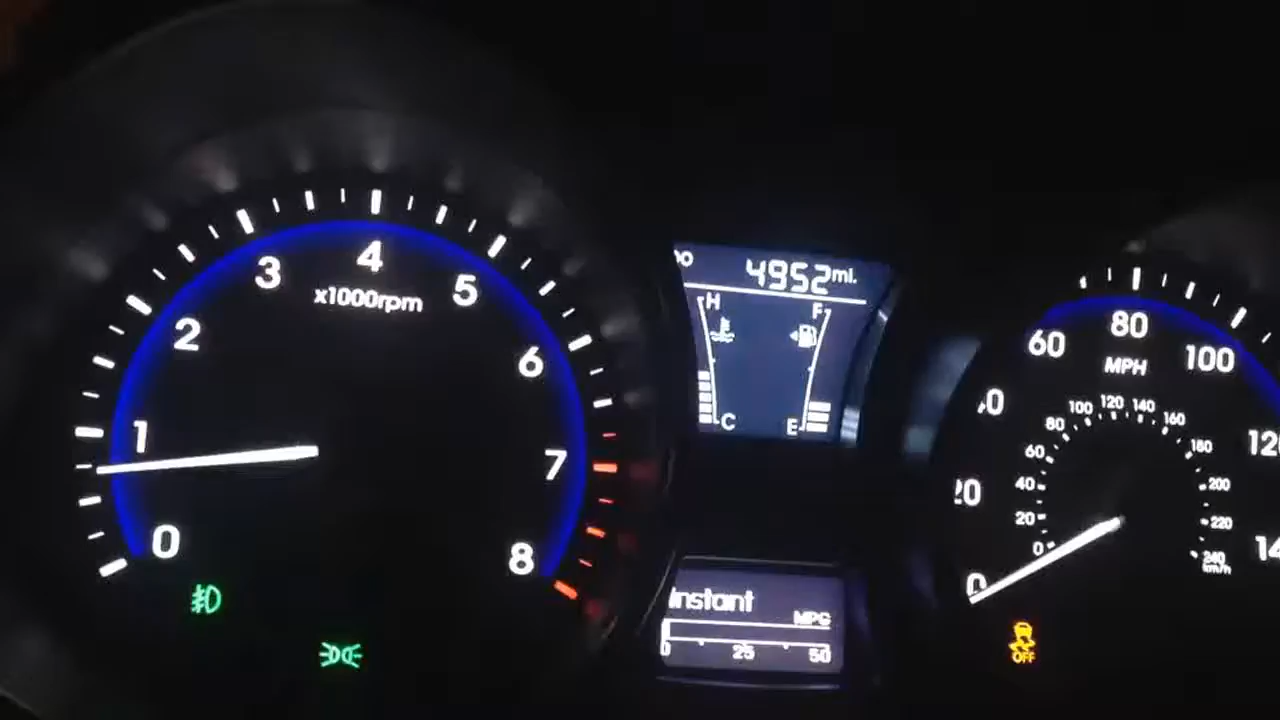 4952 mi.
H F
C E
x1000rpm
0 1 2 3 4 5 6 7 8
Instant
MPG
0 25 50
MPH
0 60 80 100
0 20 40 60 80 100 120 140 160 180 200 220 240
km/h
OFF